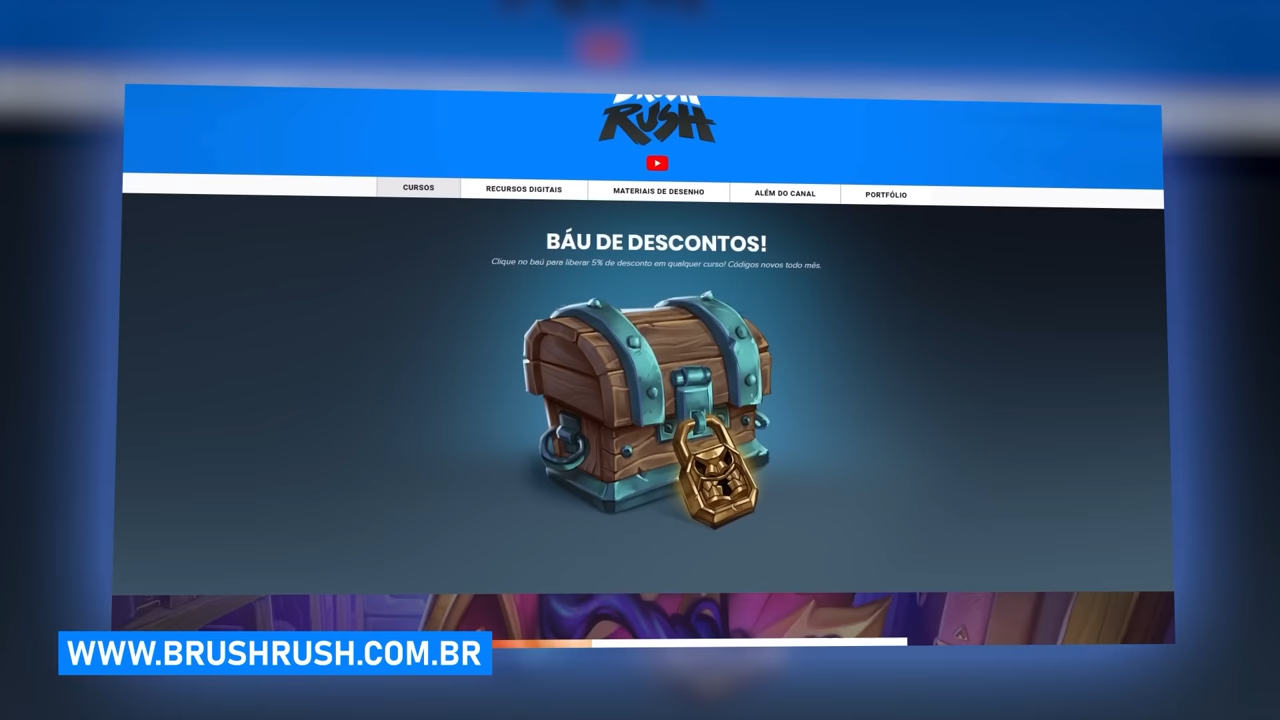 BRUSH
RUSH
CURSOS
RECURSOS DIGITAIS
MATERIAIS DE DESENHO
ALÉM DO CANAL
PORTFÓLIO
BÁU DE DESCONTOS!
Clique no baú para liberar 5% de desconto em qualquer curso! Códigos novos todo mês.
WWW.BRUSHRUSH.COM.BR